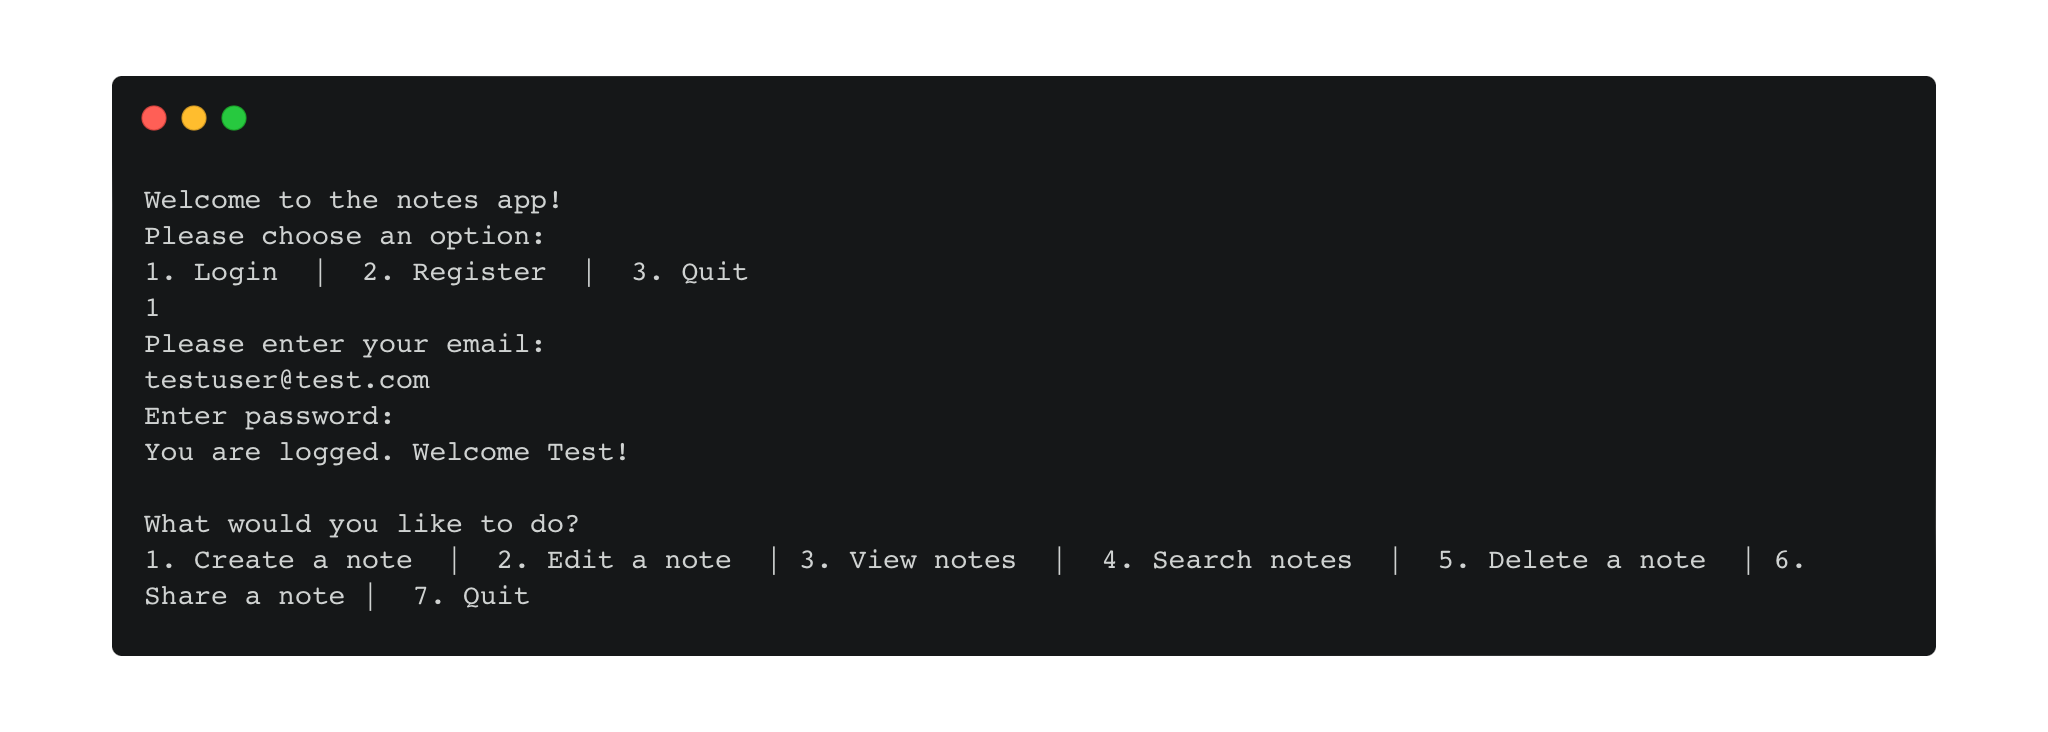 Welcome to the notes app!
Please choose an option:
1. Login  |  2. Register  |  3. Quit
1
Please enter your email:
testuser@test.com
Enter password:
You are logged. Welcome Test!
What would you like to do?
1. Create a note  |  2. Edit a note  | 3. View notes  |  4. Search notes  |  5. Delete a note  | 6.
Share a note |  7. Quit